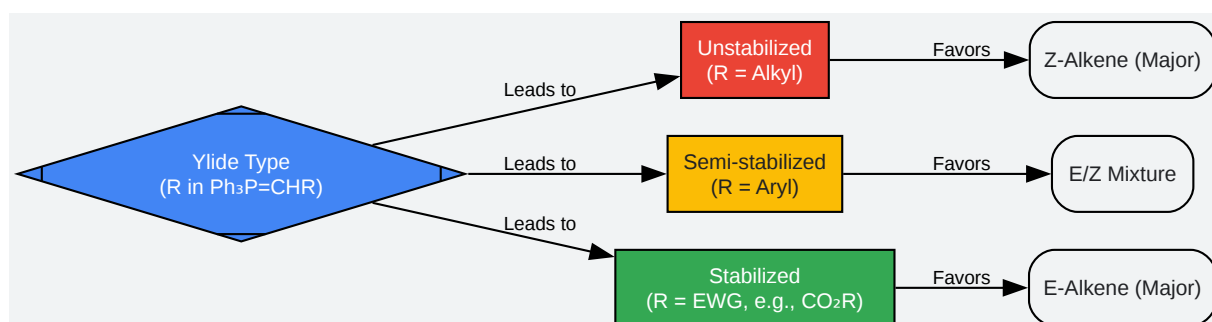 Ylide Type
(R in Ph₃P=CHR)
Leads to
Unstabilized
(R = Alkyl)
Favors
Z-Alkene (Major)
Leads to
Semi-stabilized
(R = Aryl)
Favors
E/Z Mixture
Leads to
Stabilized
(R = EWG, e.g., CO₂R)
Favors
E-Alkene (Major)